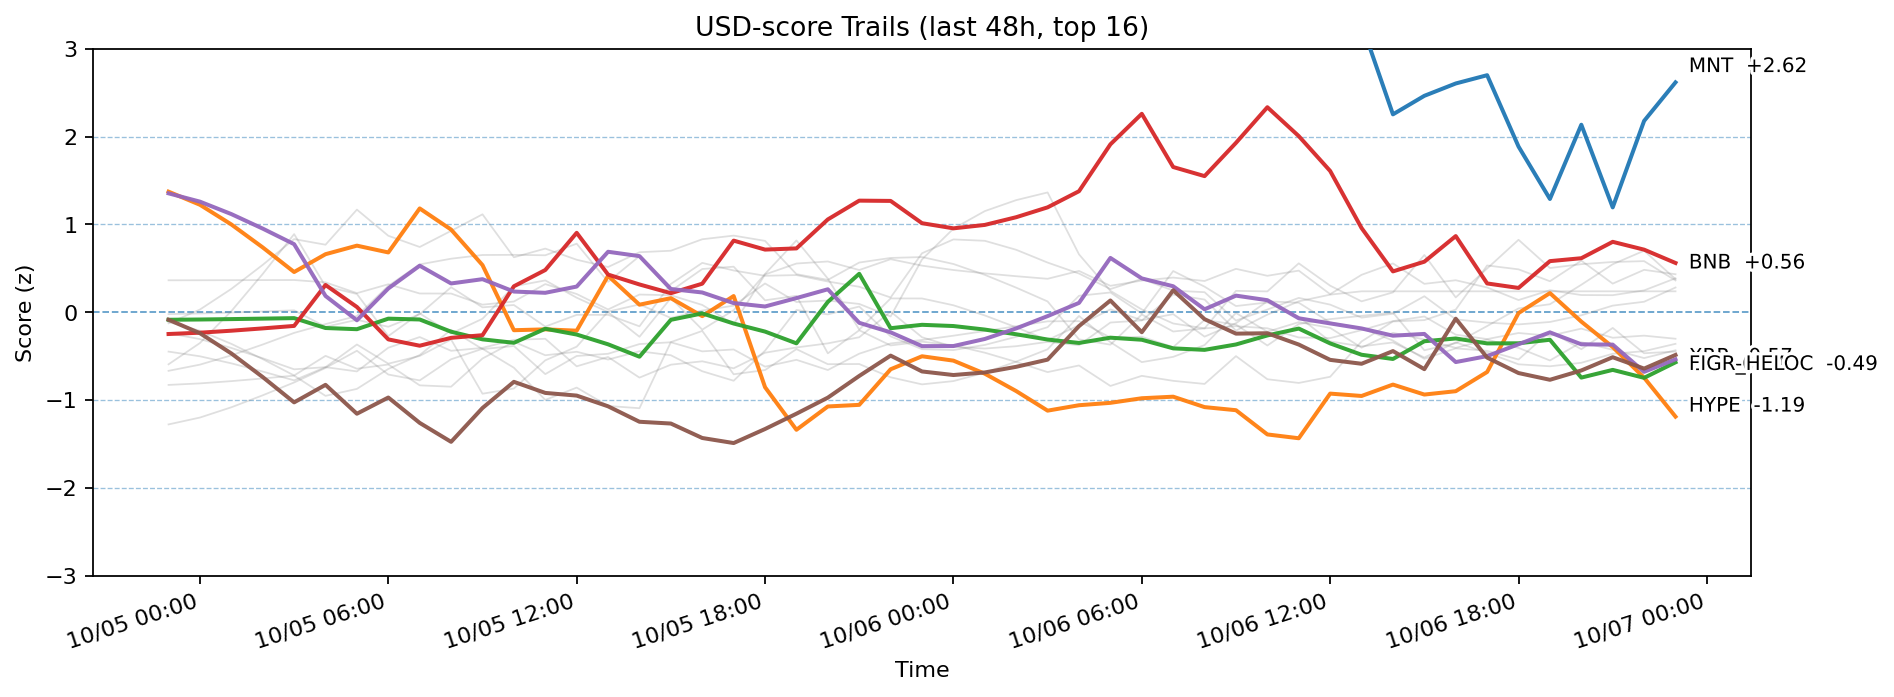 USD-score Trails (last 48h, top 16)
3
2
1
0
−1
−2
−3
Score (z)
MNT +2.62
BNB +0.56
FIGR_HELOC -0.49
HYPE -1.19
10/05 00:00
10/05 06:00
10/05 12:00
10/05 18:00
10/06 00:00
10/06 06:00
10/06 12:00
10/06 18:00
10/07 00:00
Time